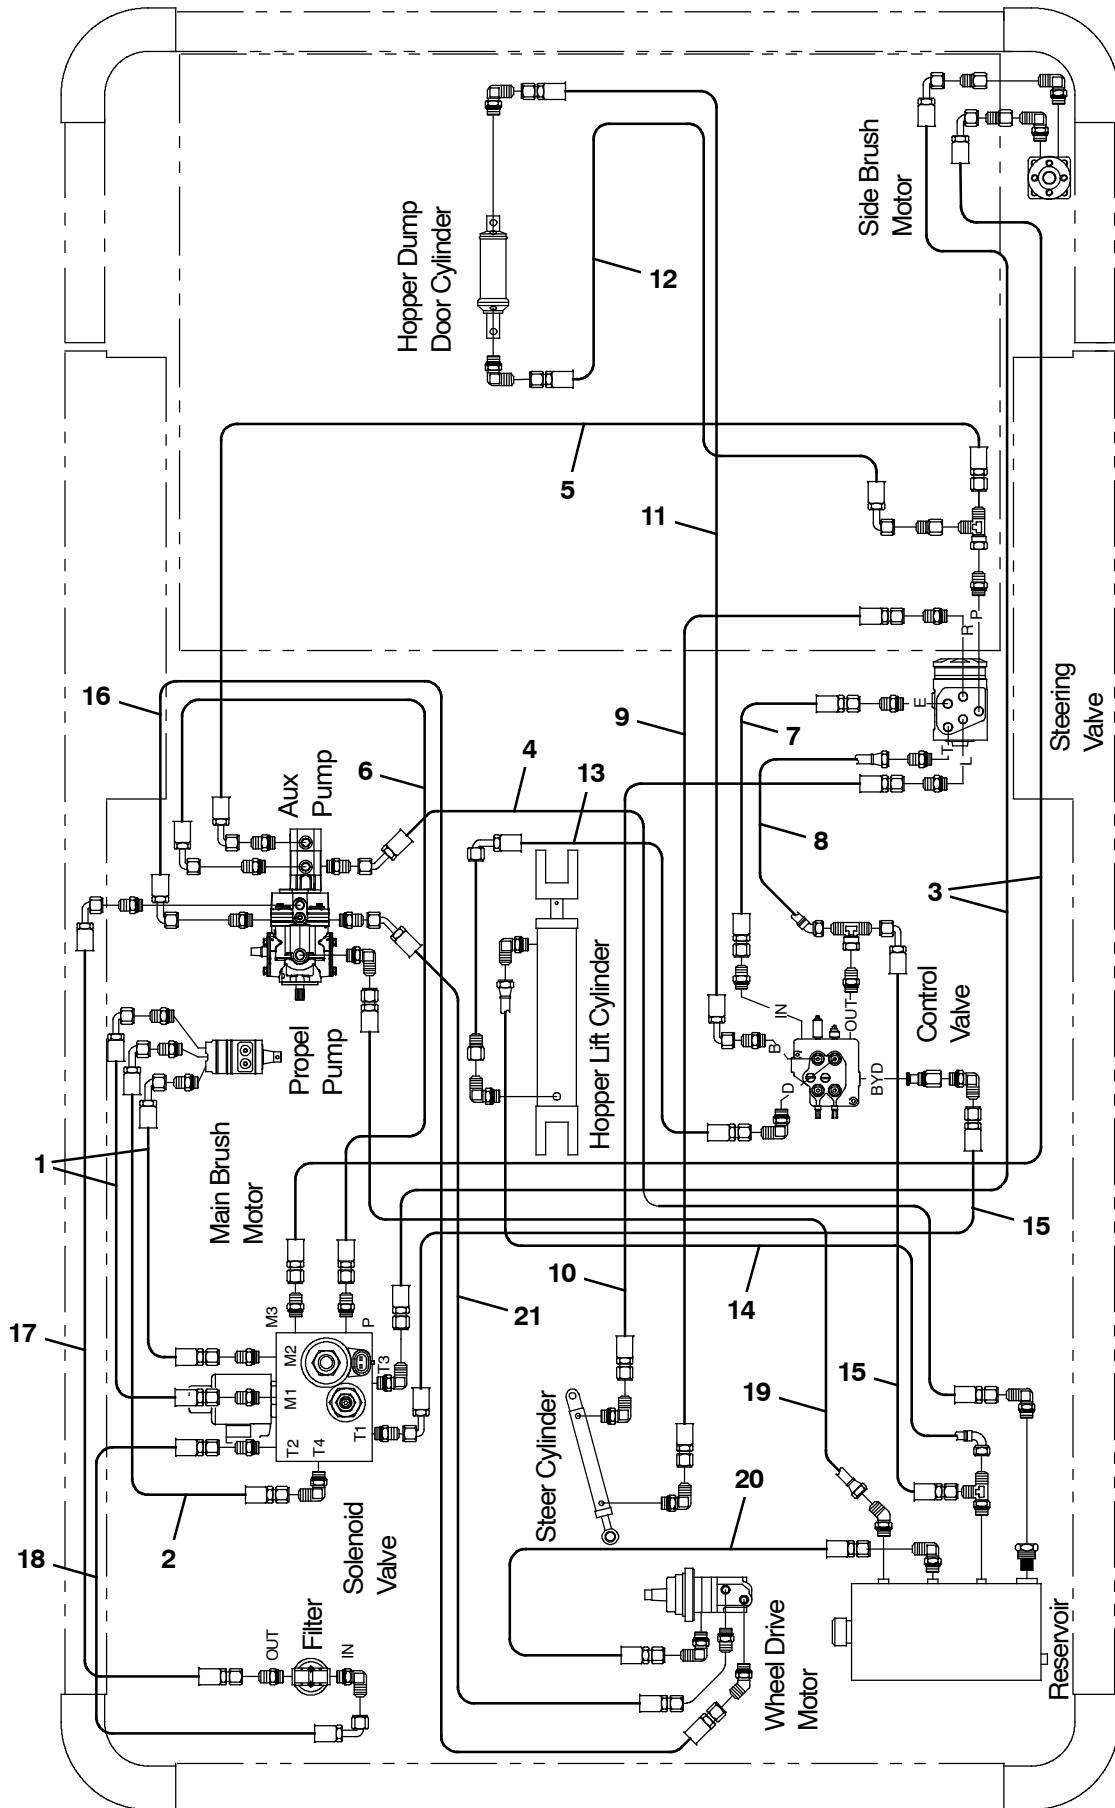 Hopper Dump
Door Cylinder
Side Brush
Motor
12
5
11
16
6
Aux
Pump
4
13
9
7
8
E
R
P
T
L
Steering
Valve
3
Propel
Pump
Hopper Lift Cylinder
IN
B
D
OUT
BYD
Control
Valve
1
Main Brush
Motor
17
M3
P
M2
M1
T3
T2
T4
T1
2
18
Solenoid
Valve
OUT
Filter
IN
21
10
14
15
Steer Cylinder
19
15
20
Wheel Drive
Motor
Reservoir